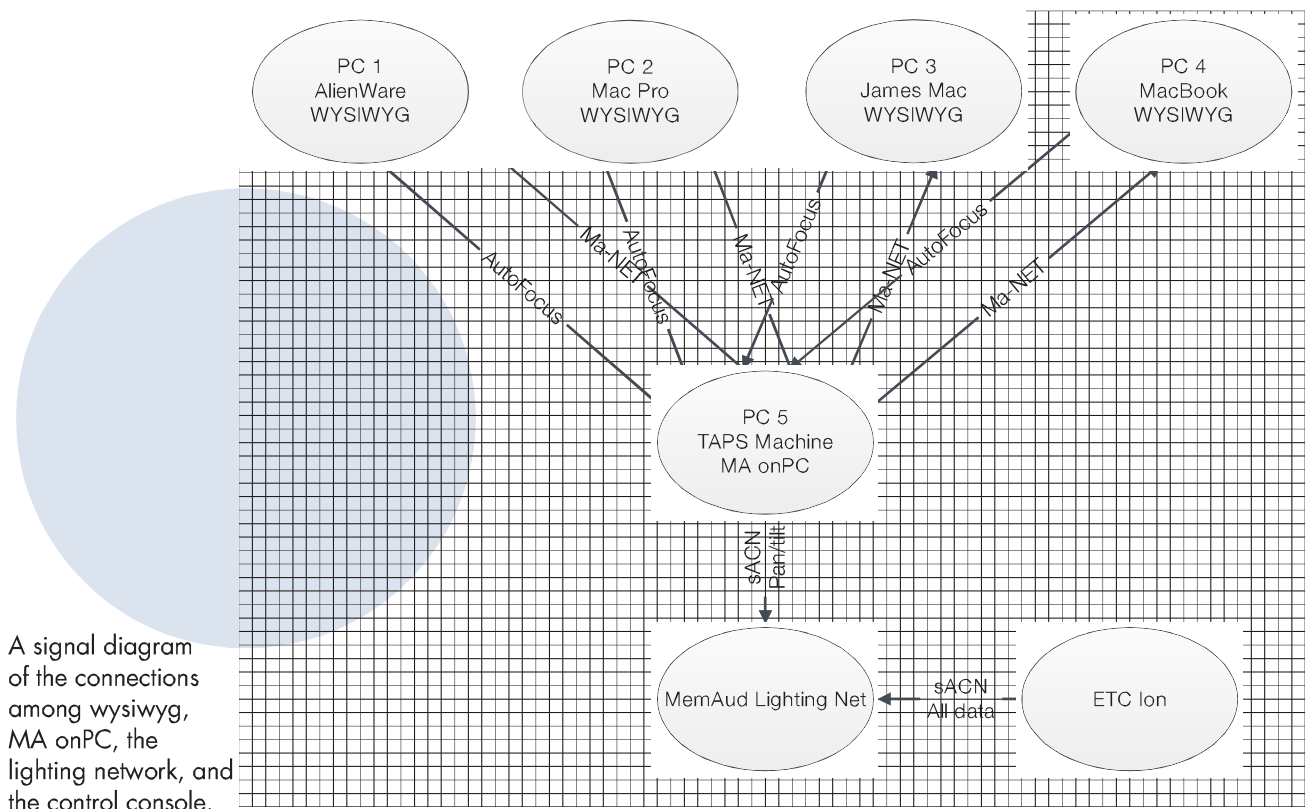 PC 1
AlienWare
WYSIWYG
PC 2
Mac Pro
WYSIWYG
PC 3
James Mac
WYSIWYG
PC 4
MacBook
WYSIWYG
AutoFocus
Ma-NET
AutoFocus
Ma-NET
AutoFocus
Ma-NET
AutoFocus
Ma-NET
PC 5
TAPS Machine
MA onPC
sACN
Pan/tilt
MemAud Lighting Net
sACN
All data
ETC Ion
A signal diagram
of the connections
among wysiwyg,
MA onPC, the
lighting network, and
the control console.